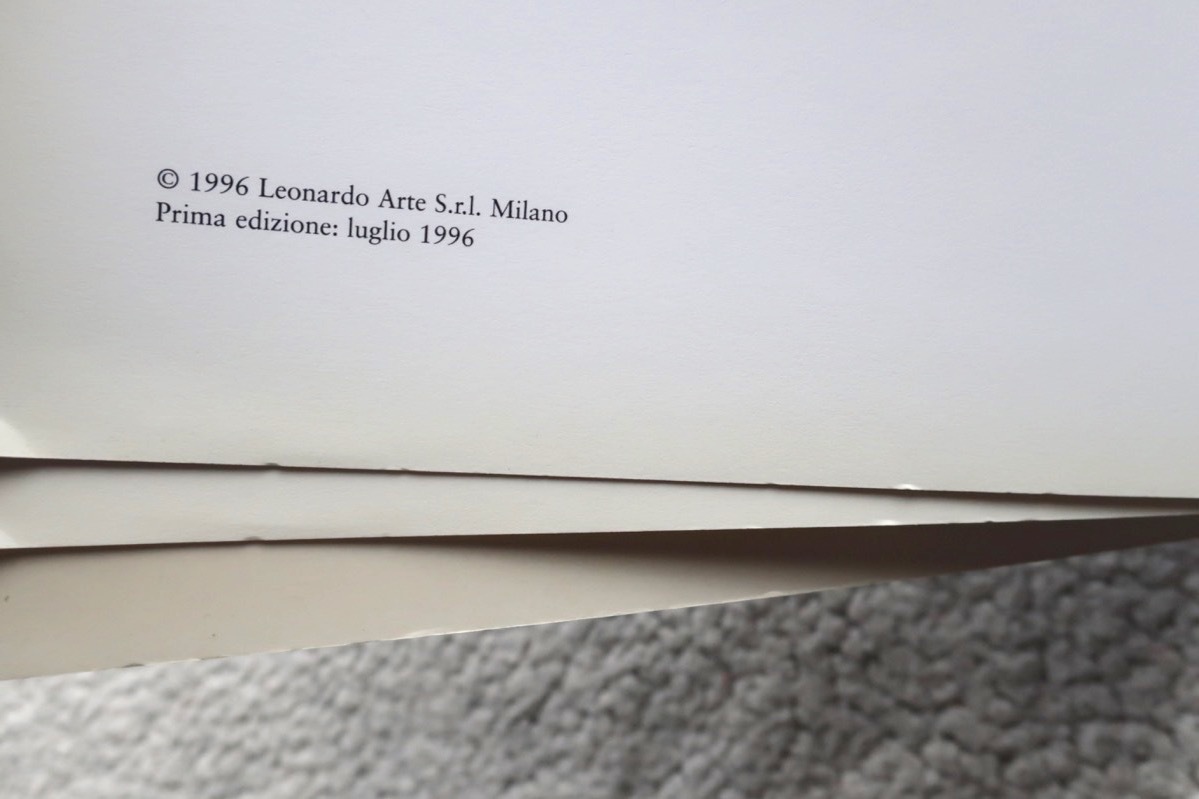 © 1996 Leonardo Arte S.r.l. Milano
Prima edizione: luglio 1996